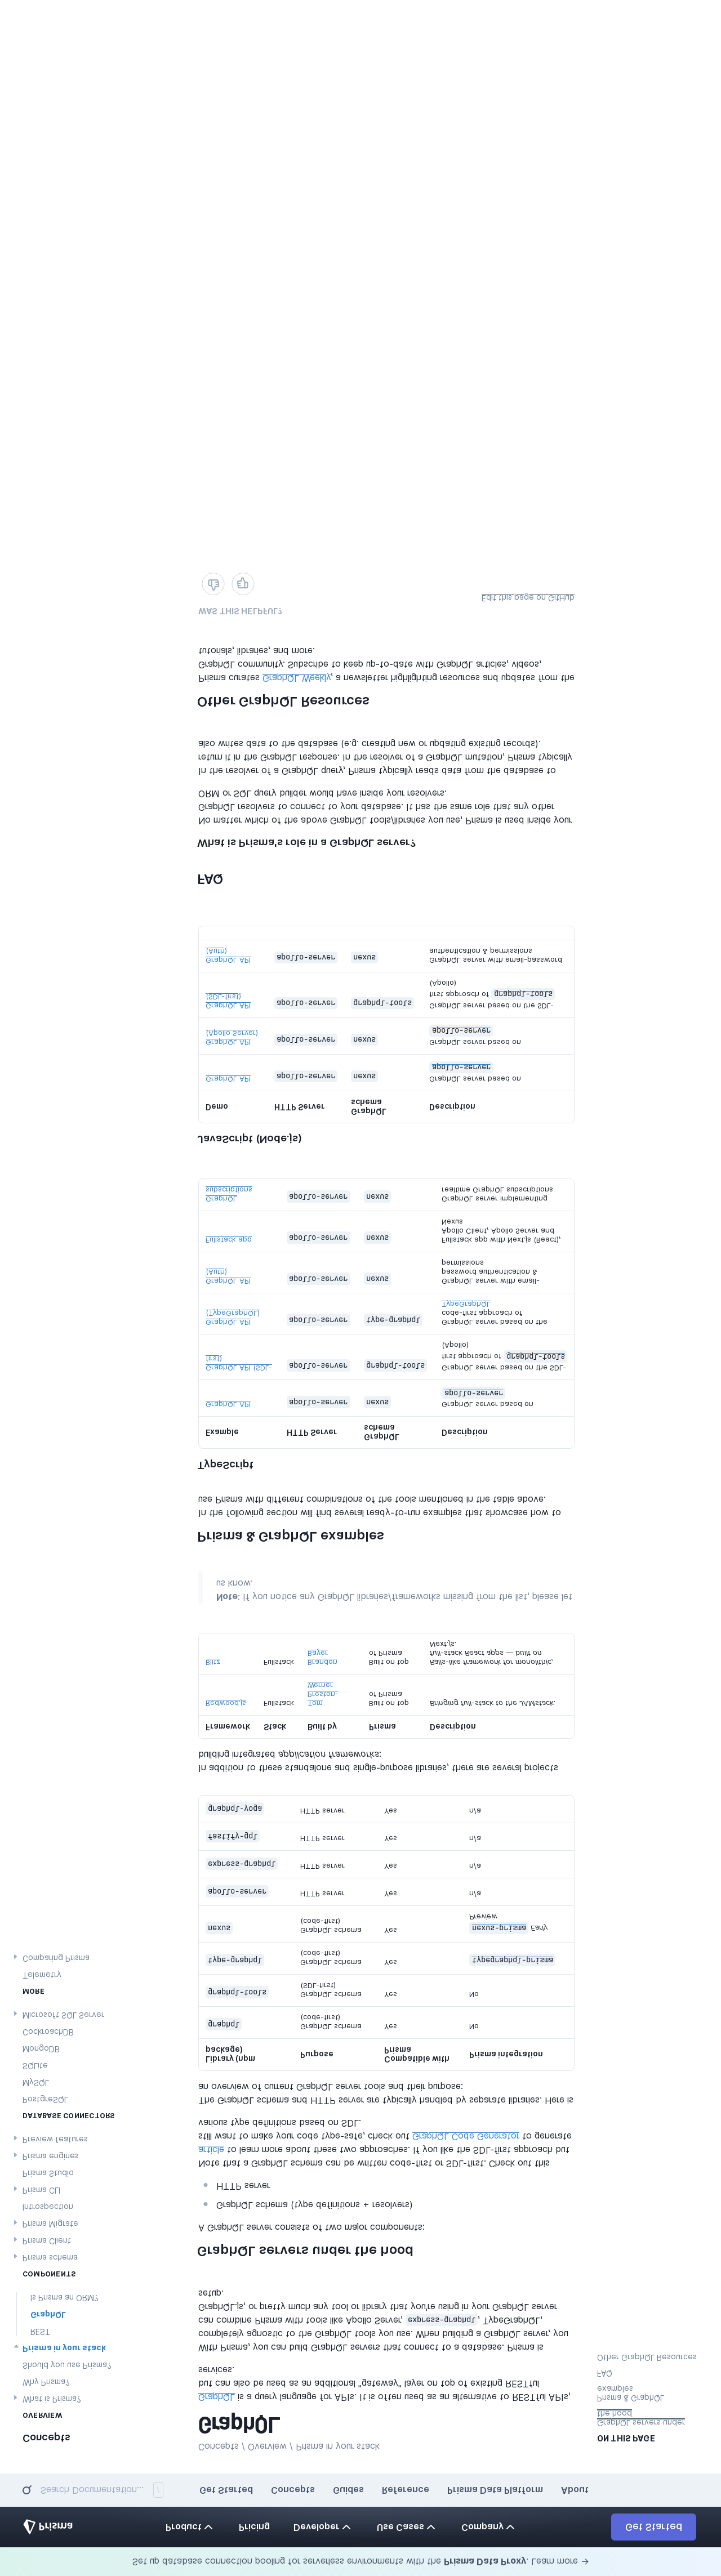 Set up database connection pooling for serverless environments with the Prisma Data Proxy. Learn more →
Prisma
Product
Pricing
Developer
Use Cases
Company
Get Started
Search Documentation... /
Get Started
Concepts
Guides
Reference
Prisma Data Platform
About
Concepts
OVERVIEW
What is Prisma?
Why Prisma?
Should you use Prisma?
Prisma in your stack
REST
GraphQL
Is Prisma an ORM?
COMPONENTS
Prisma schema
Prisma Client
Prisma Migrate
Introspection
Prisma CLI
Prisma Studio
Prisma engines
Preview features
DATABASE CONNECTORS
PostgreSQL
MySQL
SQLite
MongoDB
CockroachDB
Microsoft SQL Server
MORE
Telemetry
Comparing Prisma
Concepts / Overview / Prisma in your stack
GraphQL
GraphQL is a query language for APIs. It is often used as an alternative to RESTful APIs,
but can also be used as an additional "gateway" layer on top of existing RESTful
services.
With Prisma, you can build GraphQL servers that connect to a database. Prisma is
completely agnostic to the GraphQL tools you use. When building a GraphQL server, you
can combine Prisma with tools like Apollo Server, express-graphql, TypeGraphQL,
GraphQL.js, or pretty much any tool or library that you're using in your GraphQL server
setup.
GraphQL servers under the hood
A GraphQL server consists of two major components:
GraphQL schema (type definitions + resolvers)
HTTP server
Note that a GraphQL schema can be written code-first or SDL-first. Check out this
article to learn more about these two approaches. If you like the SDL-first approach but
still want to make your code type-safe, check out GraphQL Code Generator to generate
various type definitions based on SDL.
The GraphQL schema and HTTP server are typically handled by separate libraries. Here is
an overview of current GraphQL server tools and their purpose:
Library (npm
package)
Purpose
Compatible with
Prisma
Prisma integration
graphql
GraphQL schema
(code-first)
Yes
No
graphql-tools
GraphQL schema
(SDL-first)
Yes
No
type-graphql
GraphQL schema
(code-first)
Yes
typegraphql-prisma
nexus
GraphQL schema
(code-first)
Yes
nexus-prisma Early
Preview
apollo-server
HTTP server
Yes
n/a
express-graphql
HTTP server
Yes
n/a
fastify-gql
HTTP server
Yes
n/a
graphql-yoga
HTTP server
Yes
n/a
In addition to these standalone and single-purpose libraries, there are several projects
building integrated application frameworks:
Framework
Stack
Built by
Prisma
Description
Redwood.js
Fullstack
Tom
Preston-
Werner
Built on top
of Prisma
Bringing full-stack to the JAMstack.
Blitz
Fullstack
Brandon
Bayer
Built on top
of Prisma
Rails-like framework for monolithic,
full-stack React apps — built on
Next.js.
Note: If you notice any GraphQL libraries/frameworks missing from the list, please let
us know.
Prisma & GraphQL examples
In the following section will find several ready-to-run examples that showcase how to
use Prisma with different combinations of the tools mentioned in the table above.
TypeScript
Example
HTTP Server
GraphQL
schema
Description
GraphQL API
apollo-server
nexus
GraphQL server based on
apollo-server
GraphQL API (SDL-
first)
apollo-server
graphql-tools
GraphQL server based on the SDL-
first approach of graphql-tools
(Apollo)
GraphQL API
(TypeGraphQL)
apollo-server
type-graphql
GraphQL server based on the
code-first approach of
TypeGraphQL
GraphQL API
(Auth)
apollo-server
nexus
GraphQL server with email-
password authentication &
permissions
Fullstack app
apollo-server
nexus
Fullstack app with Next.js (React),
Apollo Client, Apollo Server and
Nexus
GraphQL
subscriptions
apollo-server
nexus
GraphQL server implementing
realtime GraphQL subscriptions
JavaScript (Node.js)
Demo
HTTP Server
GraphQL
schema
Description
GraphQL API
apollo-server
nexus
GraphQL server based on
apollo-server
GraphQL API
(Apollo Server)
apollo-server
nexus
GraphQL server based on
apollo-server
GraphQL API
(SDL-first)
apollo-server
graphql-tools
GraphQL server based on the SDL-
first approach of graphql-tools
(Apollo)
GraphQL API
(Auth)
apollo-server
nexus
GraphQL server with email-password
authentication & permissions
FAQ
What is Prisma's role in a GraphQL server?
No matter which of the above GraphQL tools/libraries you use, Prisma is used inside your
GraphQL resolvers to connect to your database. It has the same role that any other
ORM or SQL query builder would have inside your resolvers.
In the resolver of a GraphQL query, Prisma typically reads data from the database to
return it in the GraphQL response. In the resolver of a GraphQL mutation, Prisma typically
also writes data to the database (e.g. creating new or updating existing records).
Other GraphQL Resources
Prisma curates GraphQL Weekly, a newsletter highlighting resources and updates from the
GraphQL community. Subscribe to keep up-to-date with GraphQL articles, videos,
tutorials, libraries, and more.
WAS THIS HELPFUL?
Edit this page on GitHub
ON THIS PAGE
GraphQL servers under
the hood
Prisma & GraphQL
examples
FAQ
Other GraphQL Resources